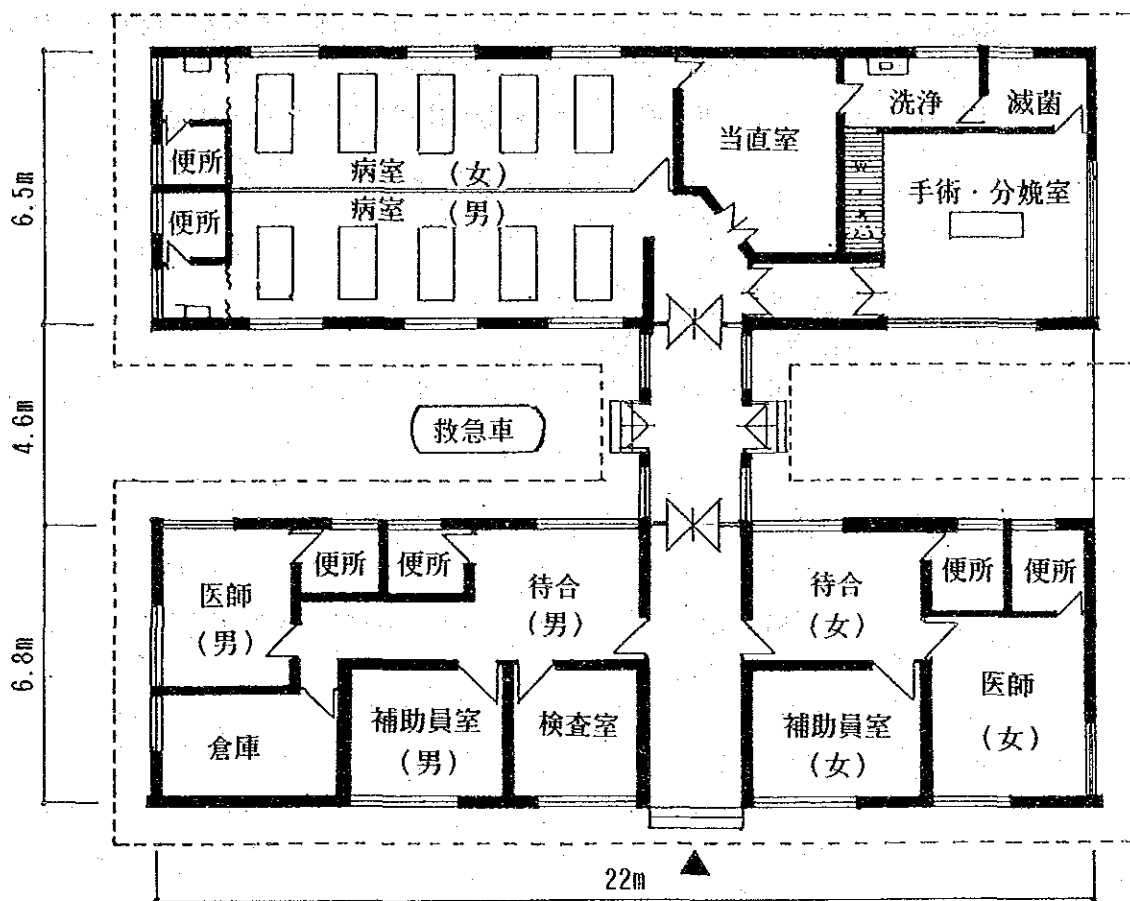 洗浄
滅菌
当直室
便所
病室
(女)
手術・分娩室
病室
(男)
便所
6.5m
救急車
4.6m
便所
便所
医師
(男)
待合
(男)
待合
(女)
便所
便所
6.8m
倉庫
補助員室
(男)
検査室
補助員室
(女)
医師
(女)
22m